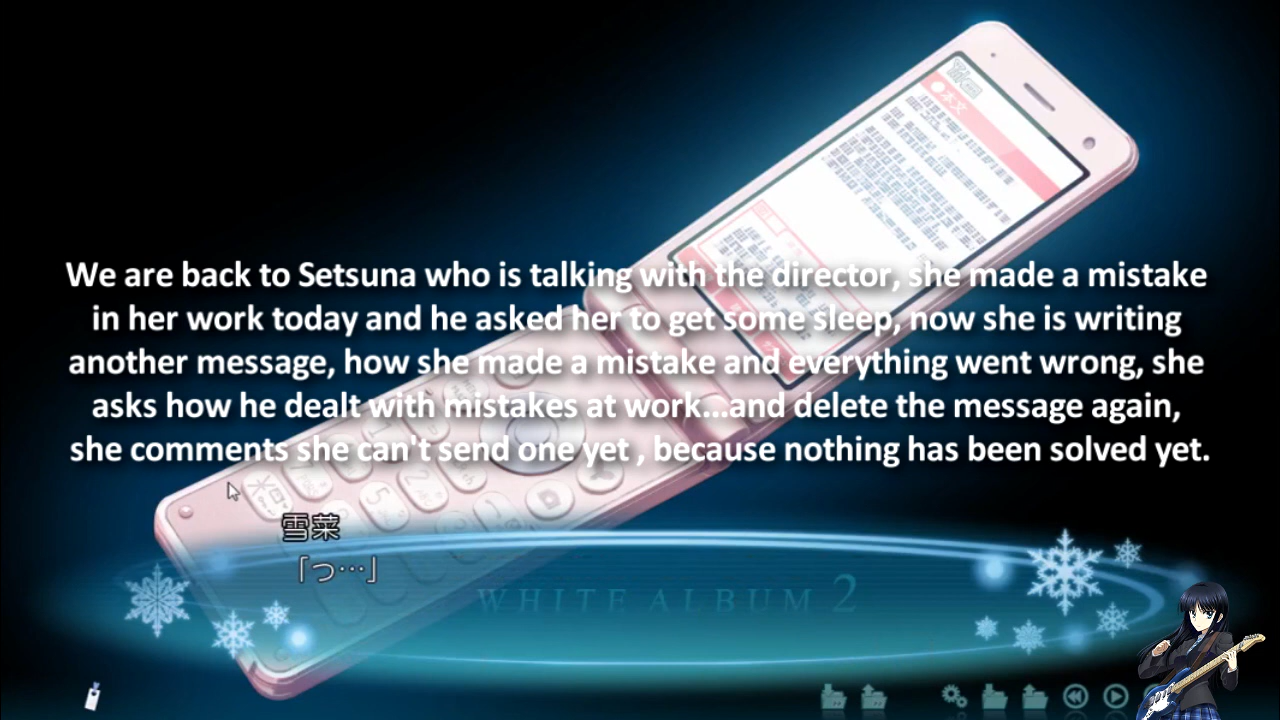 本文
We are back to Setsuna who is talking with the director, she made a mistake
in her work today and he asked her to get some sleep, now she is writing
another message, how she made a mistake and everything went wrong, she
asks how he dealt with mistakes at work...and delete the message again,
she comments she can't send one yet , because nothing has been solved yet.
雪菜
「つ…」
WHITE ALBUM 2